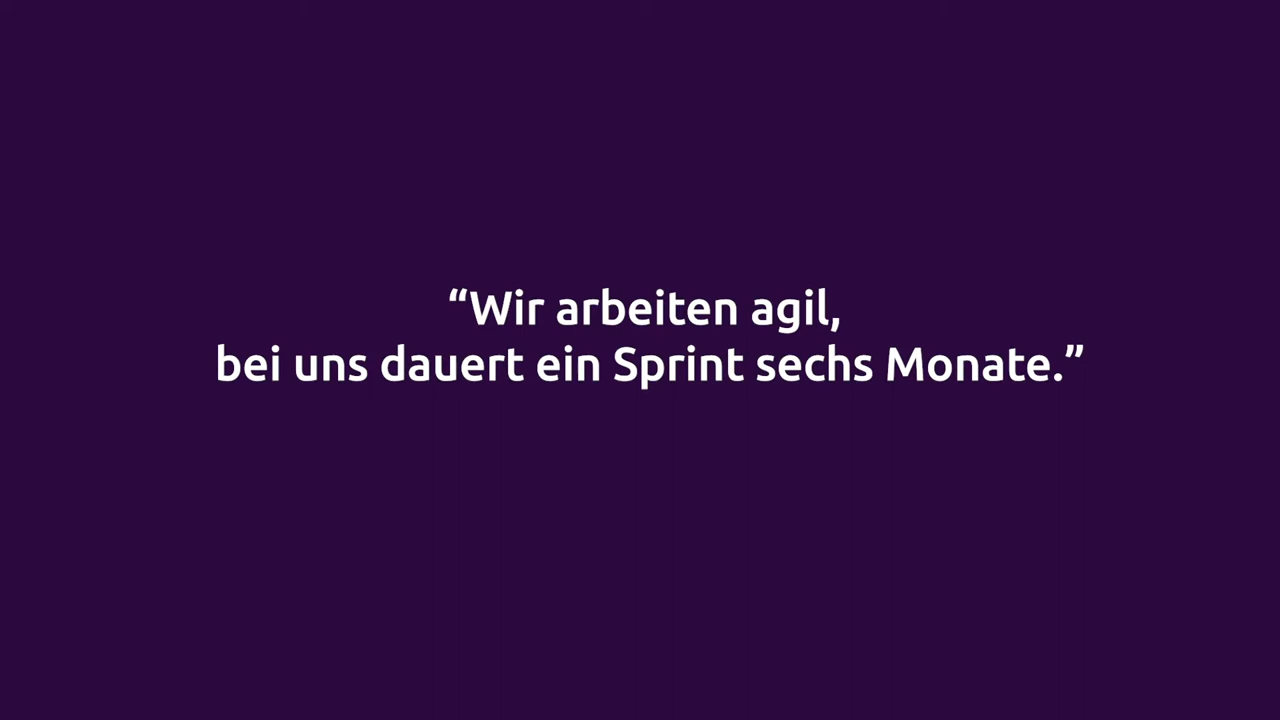 “Wir arbeiten agil,
bei uns dauert ein Sprint sechs Monate.”